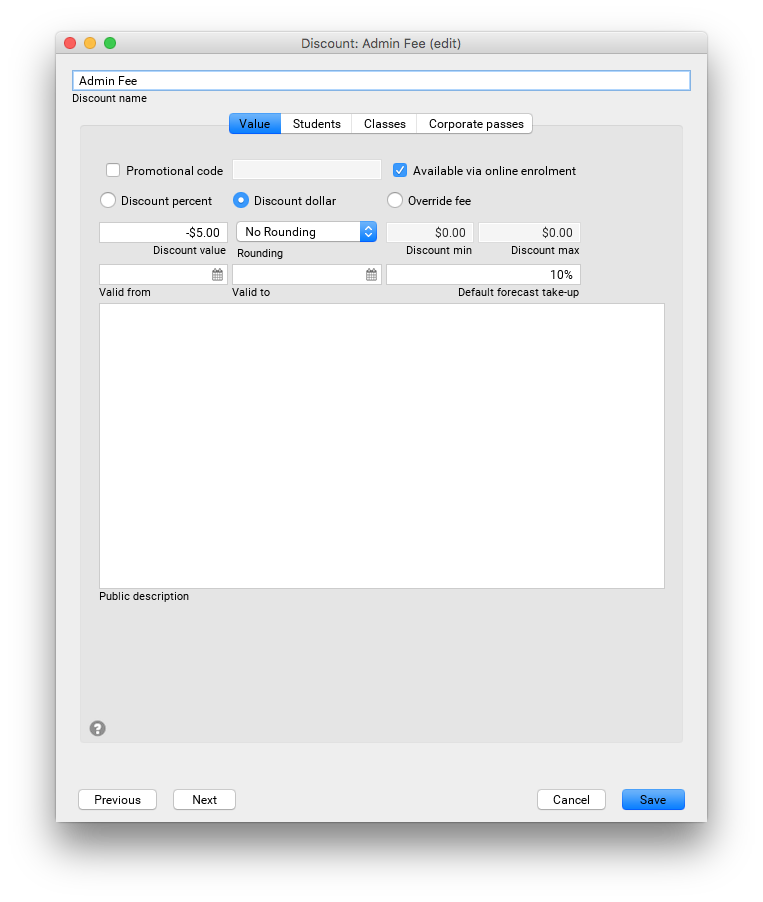 Discount: Admin Fee (edit)
Admin Fee
Discount name
Value Students Classes Corporate passes
Promotional code Available via online enrolment
Discount percent Discount dollar Override fee
-$5.00 No Rounding $0.00 $0.00
Discount value Rounding Discount min Discount max
10%
Valid from Valid to Default forecast take-up
Public description
?
Previous Next Cancel Save